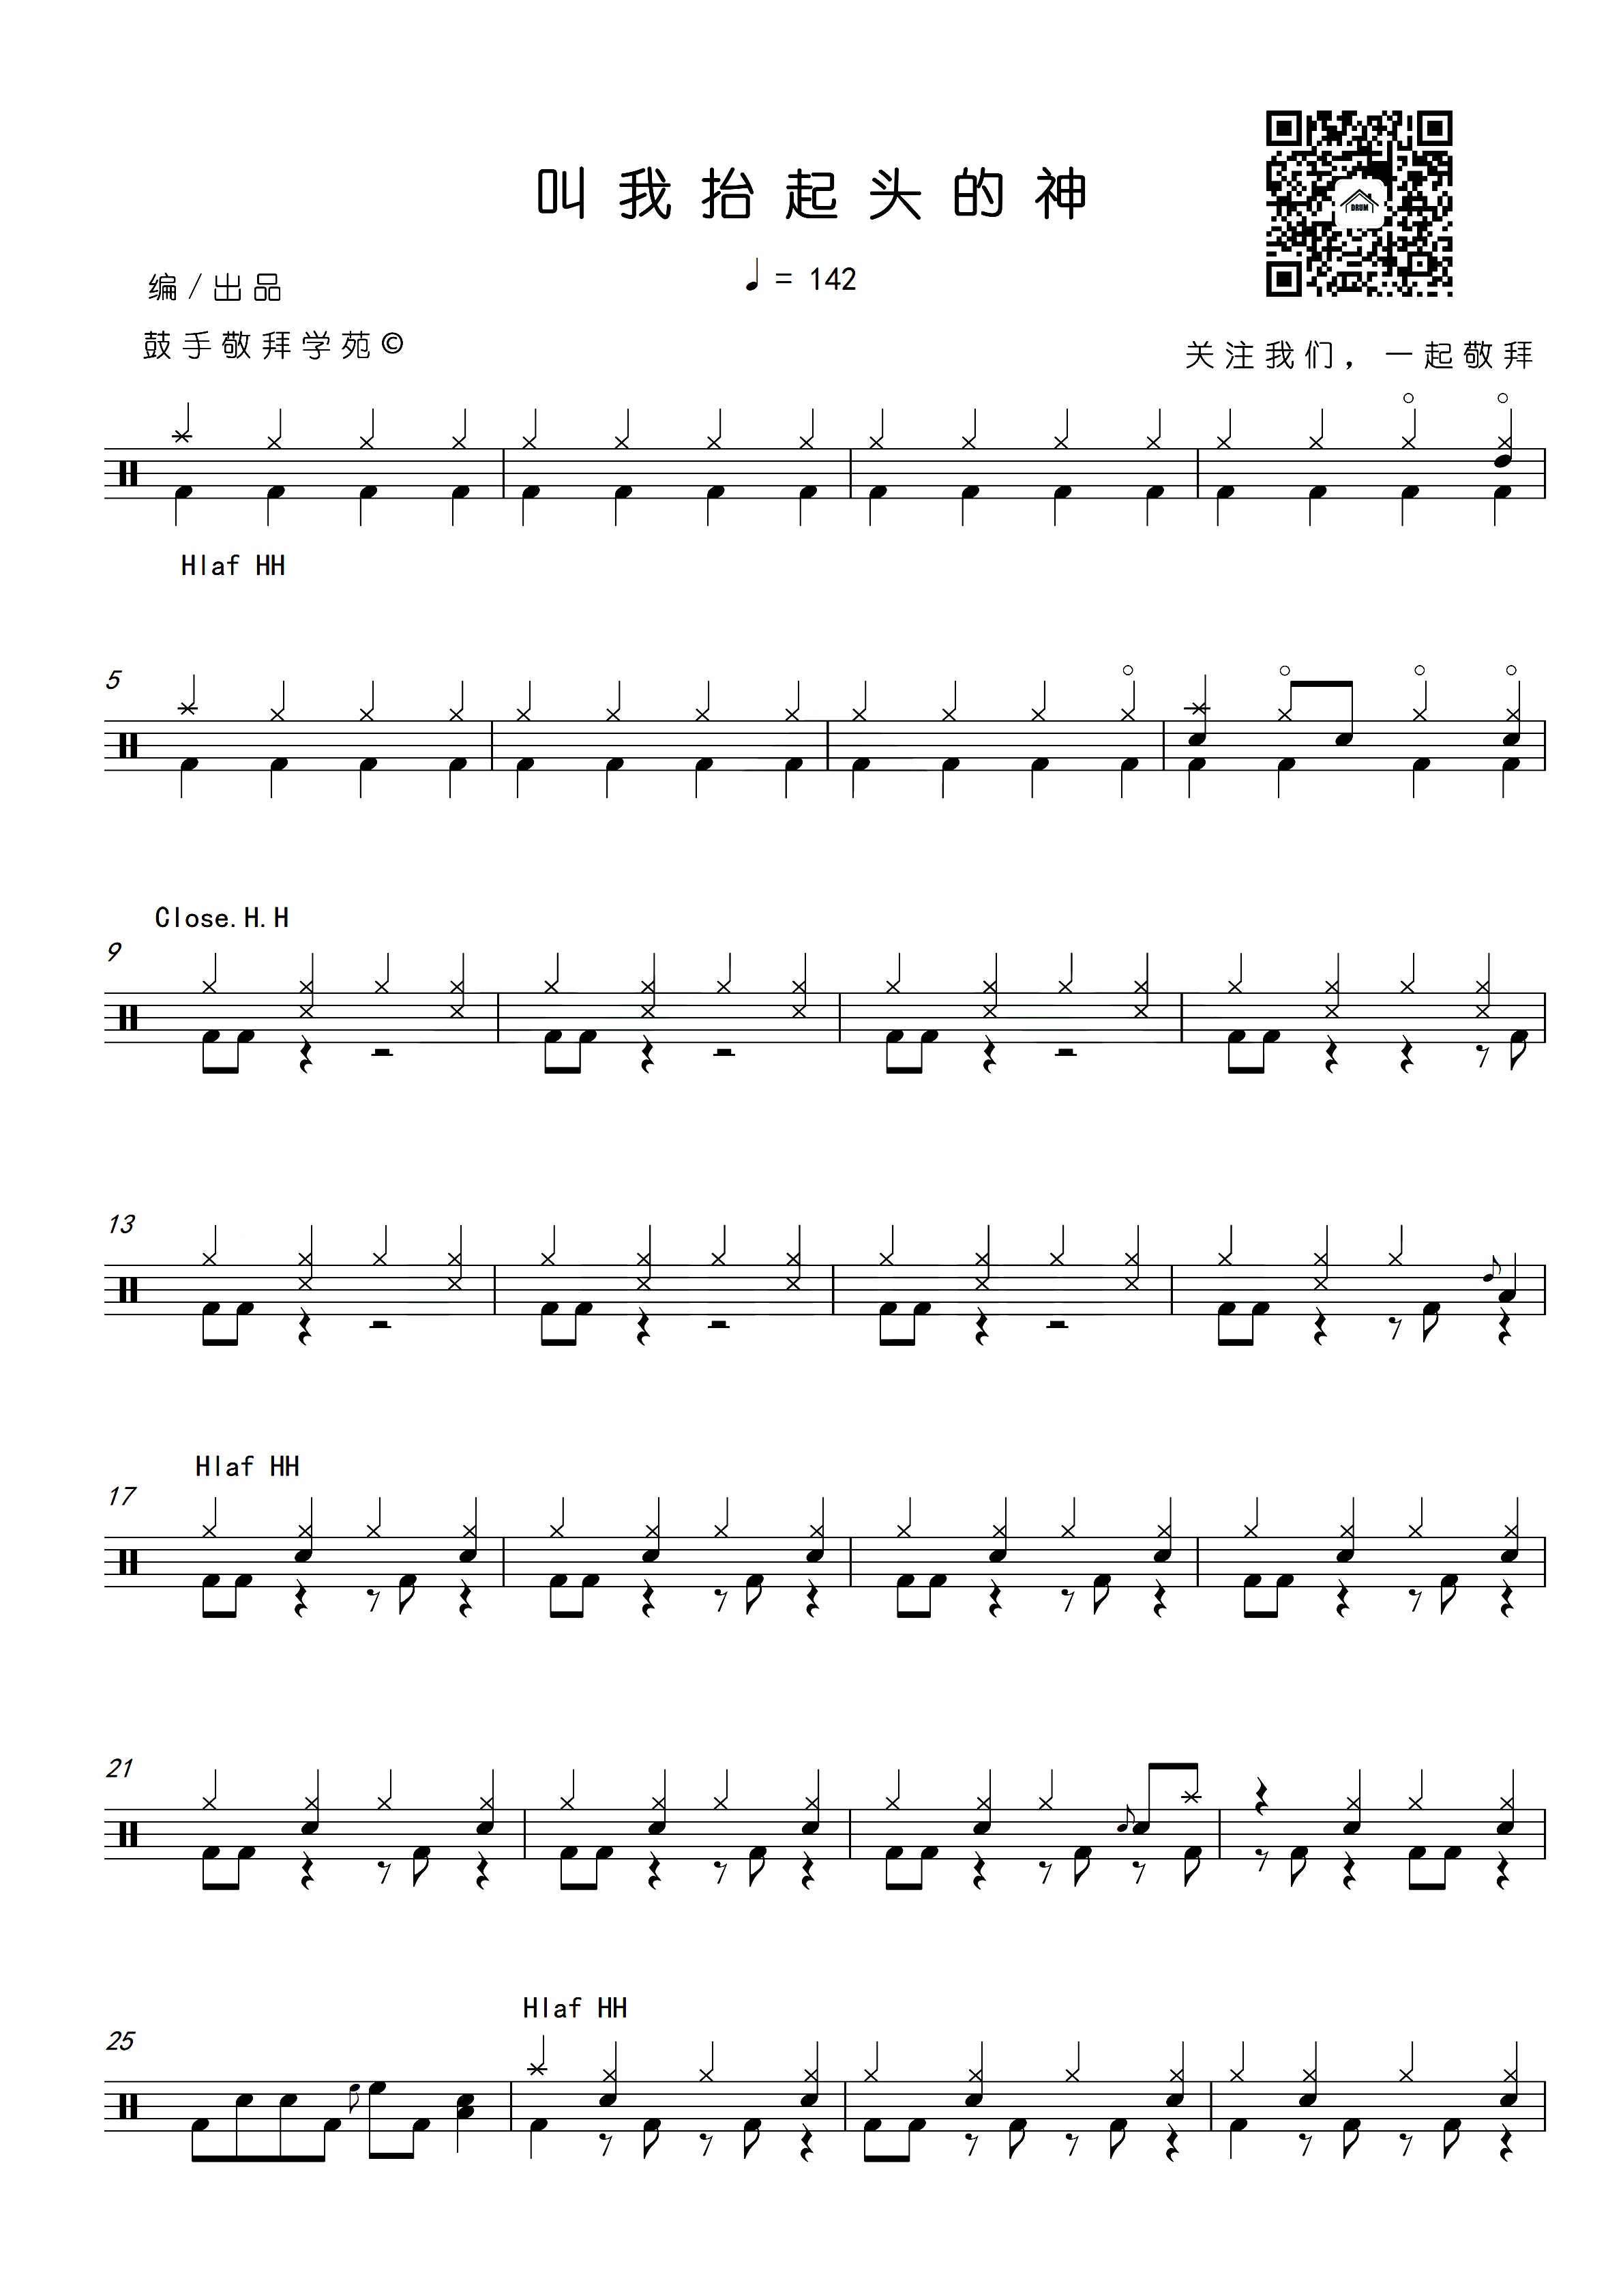 叫我抬起头的神
DRUM
= 142
编/出品
鼓手敬拜学苑©
关注我们，一起敬拜
Hlaf HH
5
Close.H.H
9
13
Hlaf HH
17
21
Hlaf HH
25